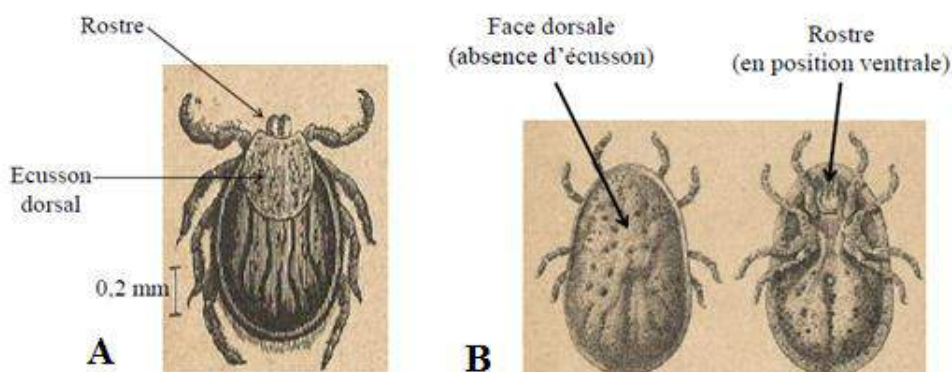 Rostre
Ecusson
dorsal
0,2 mm
A
Face dorsale
(absence d'écusson)
Rostre
(en position ventrale)
B